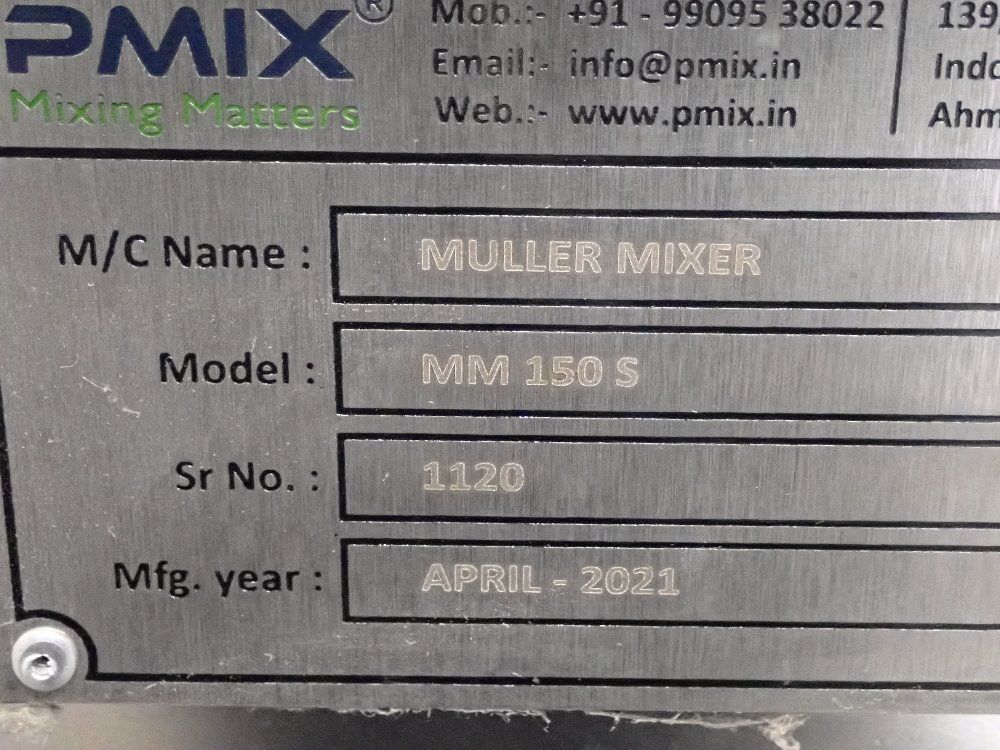 PMIX®
Mixing Matters
Mob.:- +91 - 99095 38022
Email:- info@pmix.in
Web.:- www.pmix.in
139,
M/C Name : MULLER MIXER
Model : MM 150 S
Sr No. : 1120
Mfg. year : APRIL - 2021